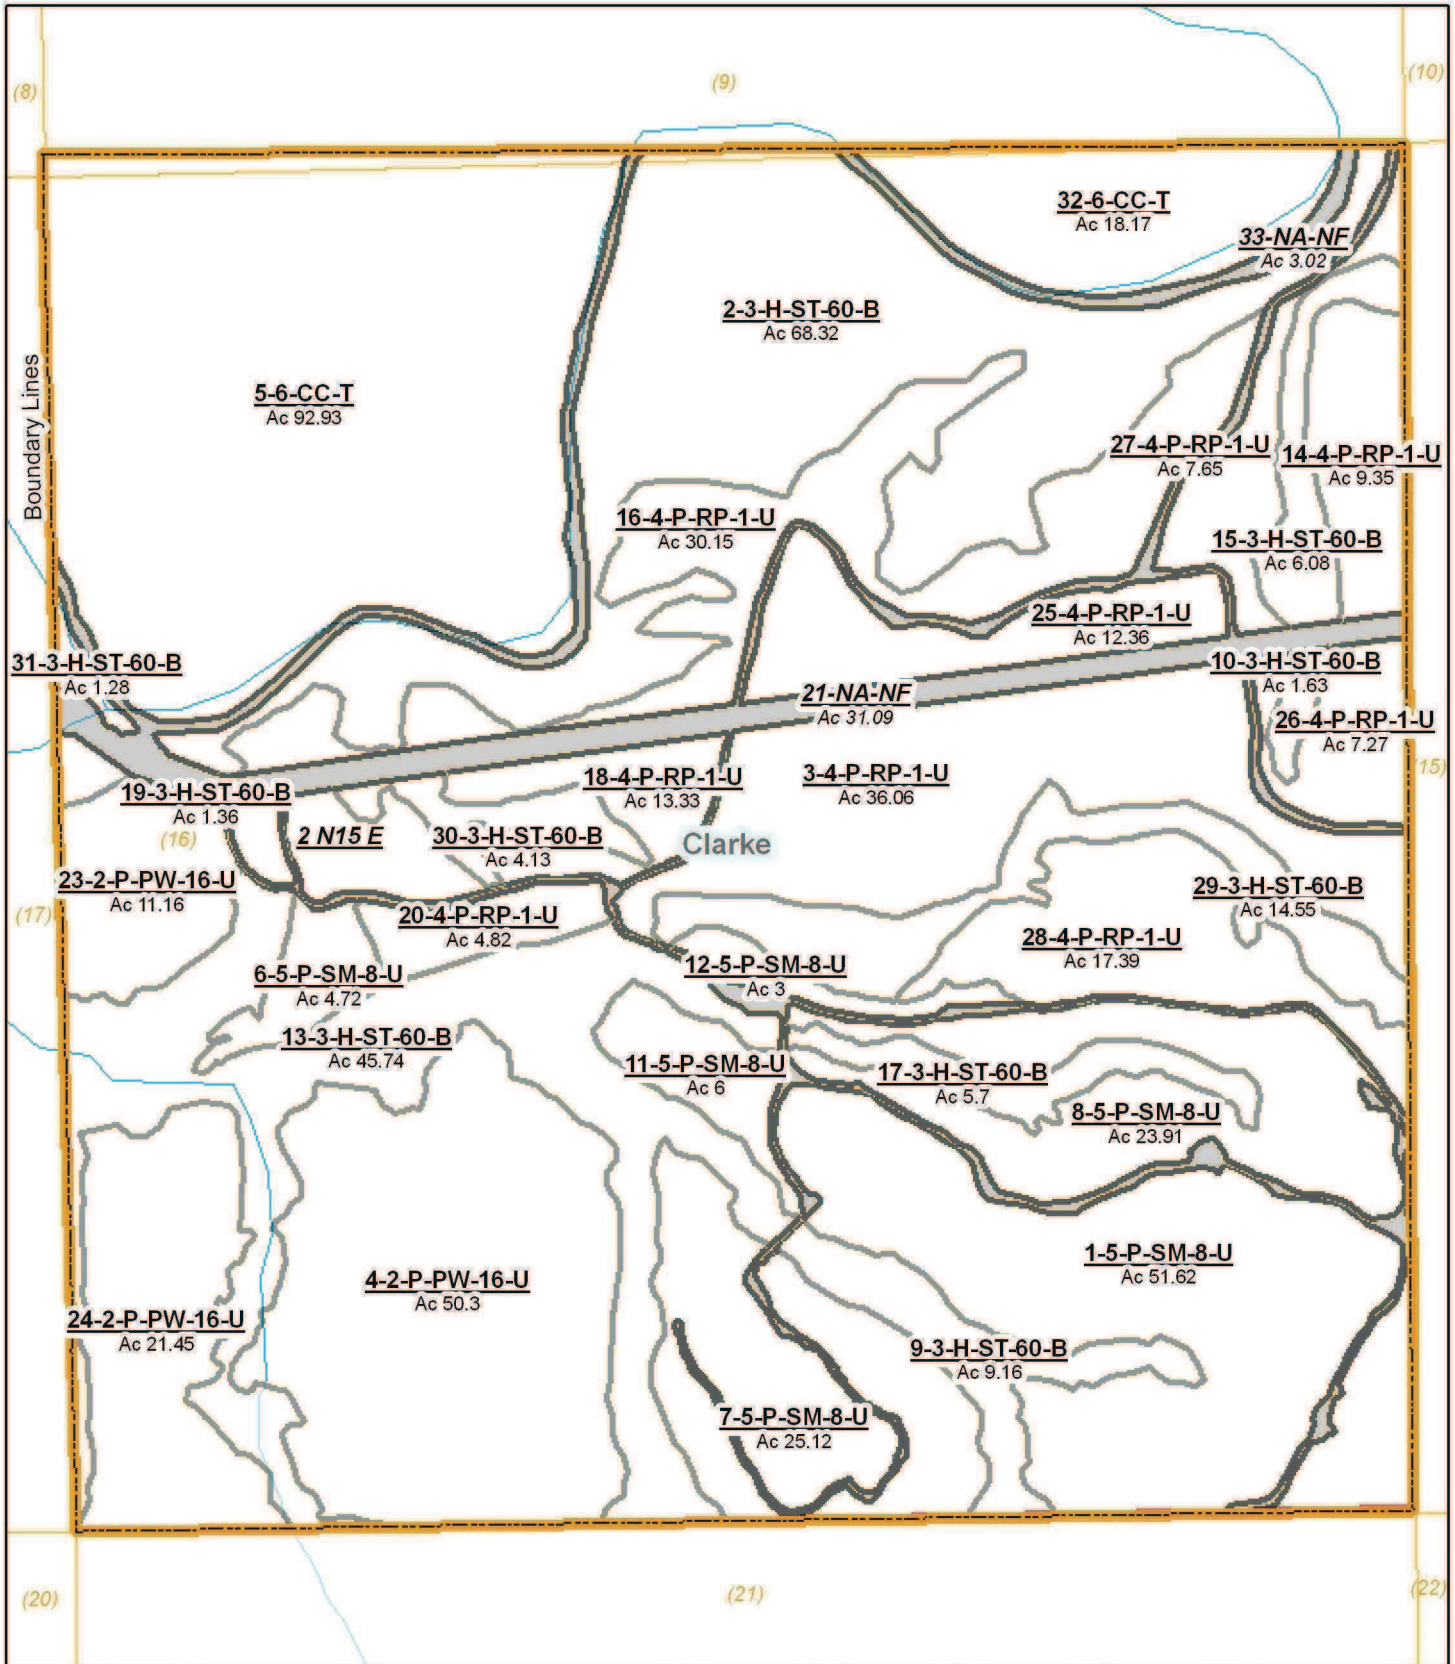 (8)
(9)
(10)
32-6-CC-T
Ac 18.17
33-NA-NF
Ac 3.02
2-3-H-ST-60-B
Ac 68.32
5-6-CC-T
Ac 92.93
Boundary Lines
27-4-P-RP-1-U
Ac 7.65
14-4-P-RP-1-U
Ac 9.35
16-4-P-RP-1-U
Ac 30.15
15-3-H-ST-60-B
Ac 6.08
25-4-P-RP-1-U
Ac 12.36
31-3-H-ST-60-B
Ac 1.28
10-3-H-ST-60-B
Ac 1.63
21-NA-NF
Ac 31.09
26-4-P-RP-1-U
Ac 7.27
(15)
18-4-P-RP-1-U
Ac 13.33
3-4-P-RP-1-U
Ac 36.06
19-3-H-ST-60-B
Ac 1.36
(16)
2 N15 E
30-3-H-ST-60-B
Ac 4.13
Clarke
23-2-P-PW-16-U
Ac 11.16
29-3-H-ST-60-B
Ac 14.55
(17)
20-4-P-RP-1-U
Ac 4.82
28-4-P-RP-1-U
Ac 17.39
6-5-P-SM-8-U
Ac 4.72
12-5-P-SM-8-U
Ac 3
13-3-H-ST-60-B
Ac 45.74
11-5-P-SM-8-U
Ac 6
17-3-H-ST-60-B
Ac 5.7
8-5-P-SM-8-U
Ac 23.91
1-5-P-SM-8-U
Ac 51.62
4-2-P-PW-16-U
Ac 50.3
24-2-P-PW-16-U
Ac 21.45
9-3-H-ST-60-B
Ac 9.16
7-5-P-SM-8-U
Ac 25.12
(20)
(21)
(22)